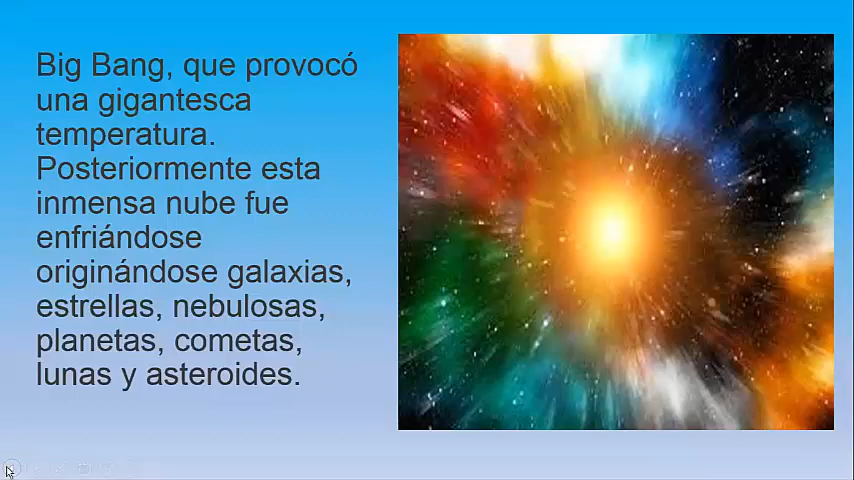 Big Bang, que provocó
una gigantesca
temperatura.
Posteriormente esta
inmensa nube fue
enfriándose
originándose galaxias,
estrellas, nebulosas,
planetas, cometas,
lunas y asteroides.